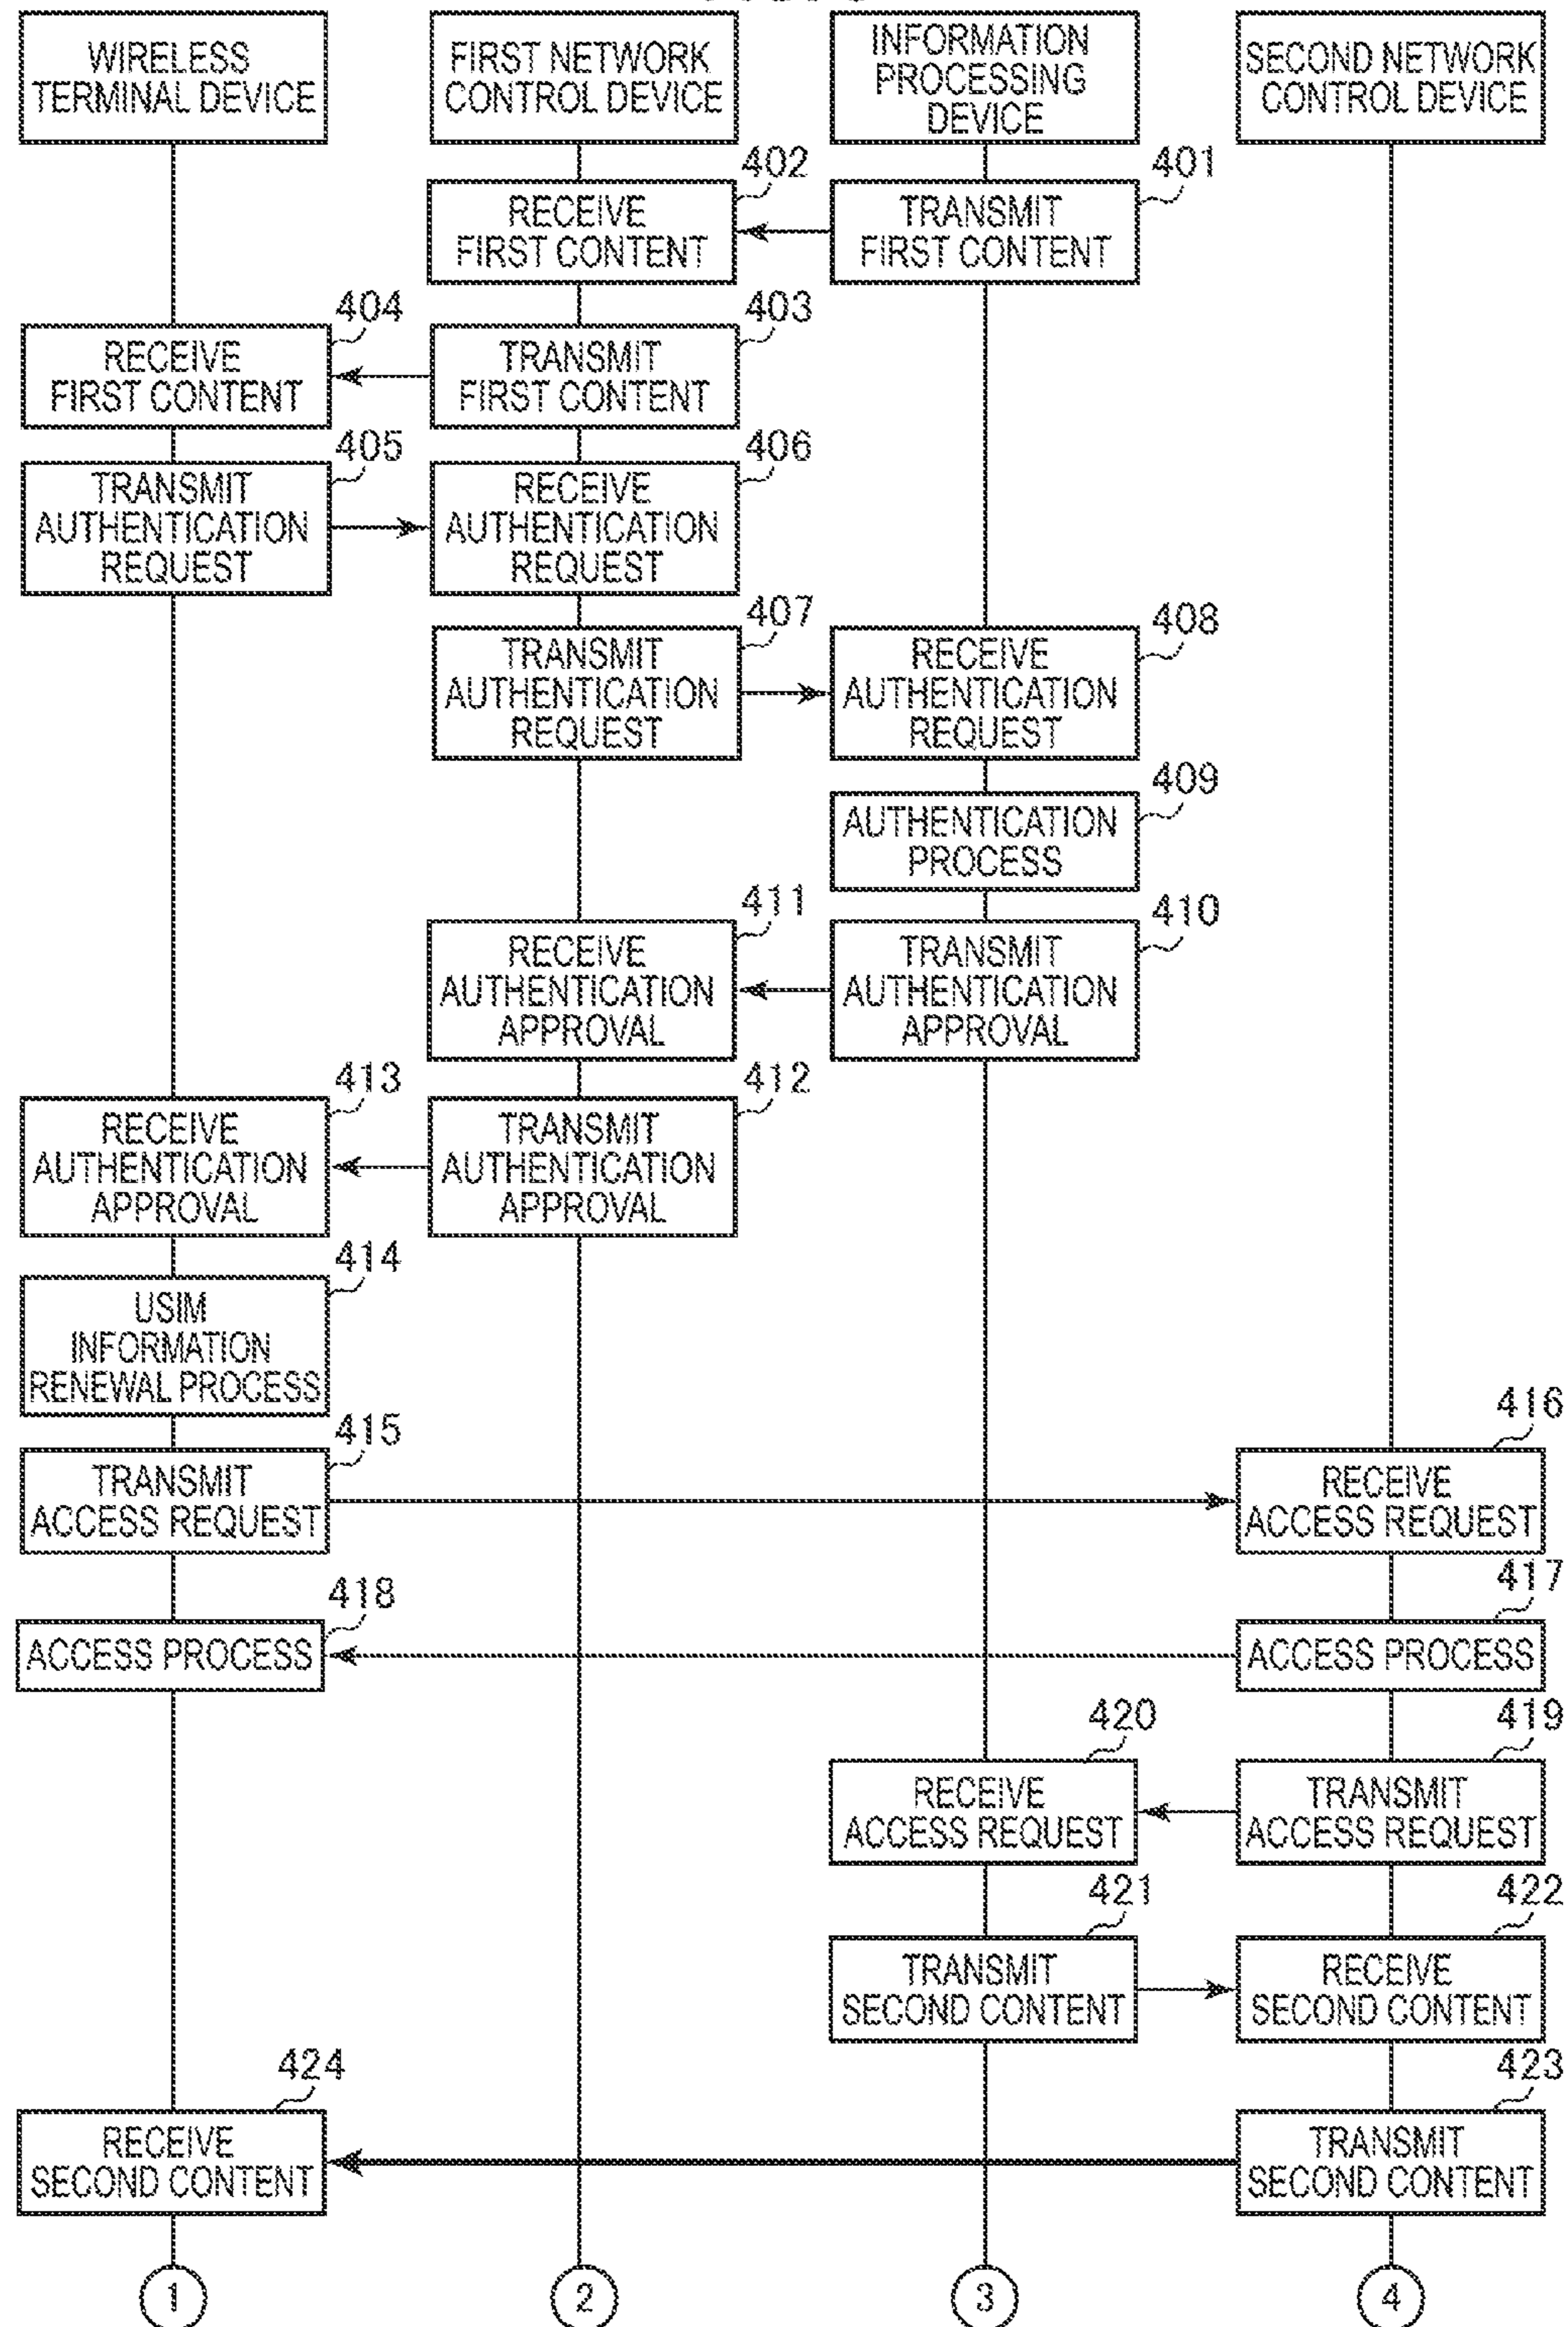 WIRELESS
TERMINAL DEVICE
FIRST NETWORK
CONTROL DEVICE
INFORMATION
PROCESSING
DEVICE
SECOND NETWORK
CONTROL DEVICE
402
RECEIVE
FIRST CONTENT
401
TRANSMIT
FIRST CONTENT
404
RECEIVE
FIRST CONTENT
403
TRANSMIT
FIRST CONTENT
405
TRANSMIT
AUTHENTICATION
REQUEST
406
RECEIVE
AUTHENTICATION
REQUEST
407
TRANSMIT
AUTHENTICATION
REQUEST
408
RECEIVE
AUTHENTICATION
REQUEST
409
AUTHENTICATION
PROCESS
411
RECEIVE
AUTHENTICATION
APPROVAL
410
TRANSMIT
AUTHENTICATION
APPROVAL
413
RECEIVE
AUTHENTICATION
APPROVAL
412
TRANSMIT
AUTHENTICATION
APPROVAL
414
USIM
INFORMATION
RENEWAL PROCESS
415
TRANSMIT
ACCESS REQUEST
416
RECEIVE
ACCESS REQUEST
418
ACCESS PROCESS
417
ACCESS PROCESS
420
RECEIVE
ACCESS REQUEST
419
TRANSMIT
ACCESS REQUEST
421
TRANSMIT
SECOND CONTENT
422
RECEIVE
SECOND CONTENT
424
RECEIVE
SECOND CONTENT
423
TRANSMIT
SECOND CONTENT
1
2
3
4